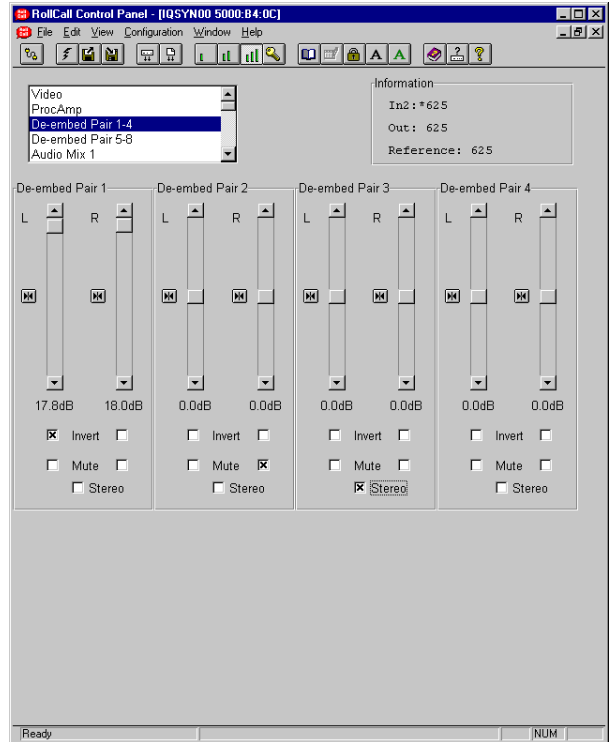 RollCall Control Panel - [IQSYN00 5000:B4:0C]
File Edit View Configuration Window Help
A A
Video
ProcAmp
De-embed Pair 1-4
De-embed Pair 5-8
Audio Mix 1
Information
In2:*625
Out: 625
Reference: 625
De-embed Pair 1 De-embed Pair 2 De-embed Pair 3 De-embed Pair 4
L R L R L R L R
17.8dB 18.0dB 0.0dB 0.0dB 0.0dB 0.0dB 0.0dB 0.0dB
Invert Invert Invert Invert
Mute Mute Mute Mute
Stereo Stereo Stereo Stereo
Ready NUM